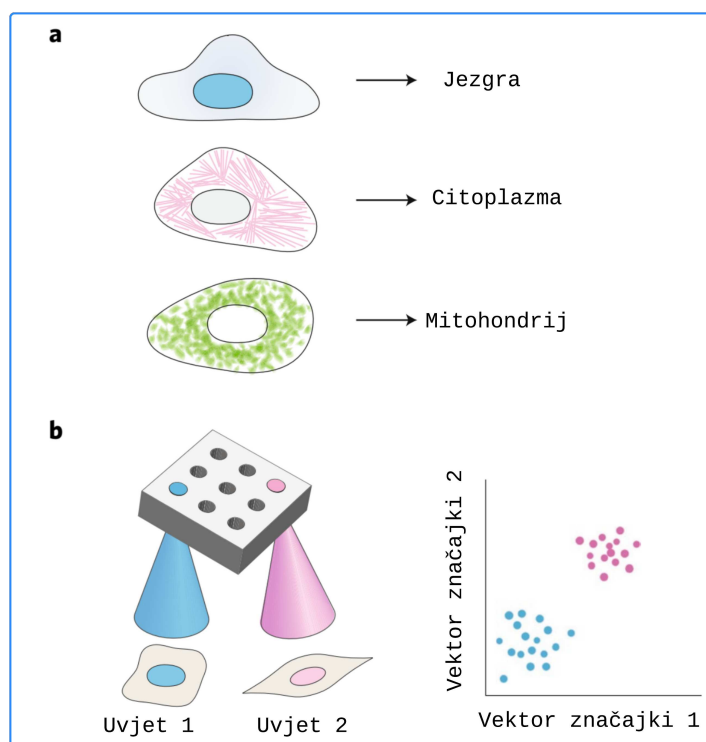 a
Jezgra
Citoplazma
Mitohondrij
b
Vektor značajki 2
Uvjet 1
Uvjet 2
Vektor značajki 1